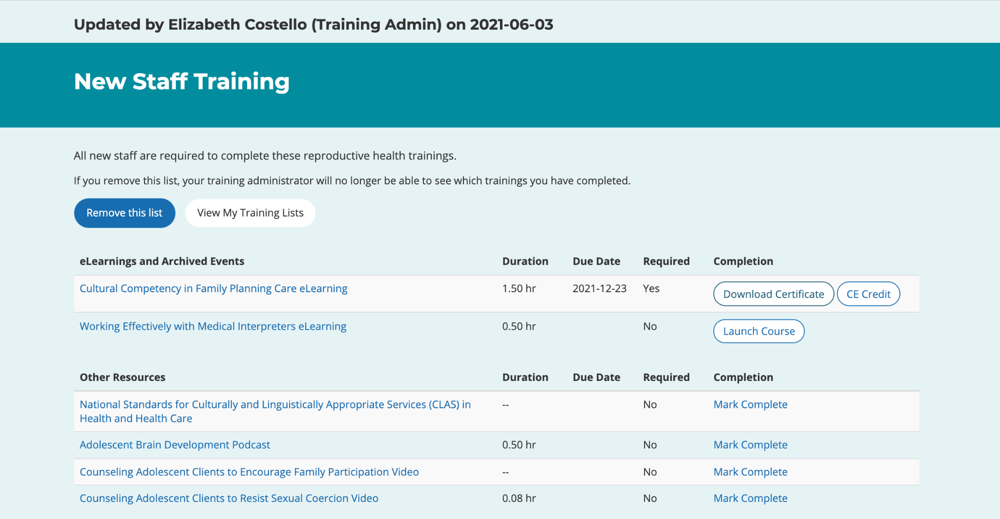 Updated by Elizabeth Costello (Training Admin) on 2021-06-03
New Staff Training
All new staff are required to complete these reproductive health trainings.
If you remove this list, your training administrator will no longer be able to see which trainings you have completed.
Remove this list View My Training Lists
eLearnings and Archived Events Duration Due Date Required Completion
Cultural Competency in Family Planning Care eLearning 1.50 hr 2021-12-23 Yes Download Certificate CE Credit
Working Effectively with Medical Interpreters eLearning 0.50 hr No Launch Course
Other Resources Duration Due Date Required Completion
National Standards for Culturally and Linguistically Appropriate Services (CLAS) in -- No Mark Complete
Health and Health Care
Adolescent Brain Development Podcast 0.50 hr No Mark Complete
Counseling Adolescent Clients to Encourage Family Participation Video -- No Mark Complete
Counseling Adolescent Clients to Resist Sexual Coercion Video 0.08 hr No Mark Complete